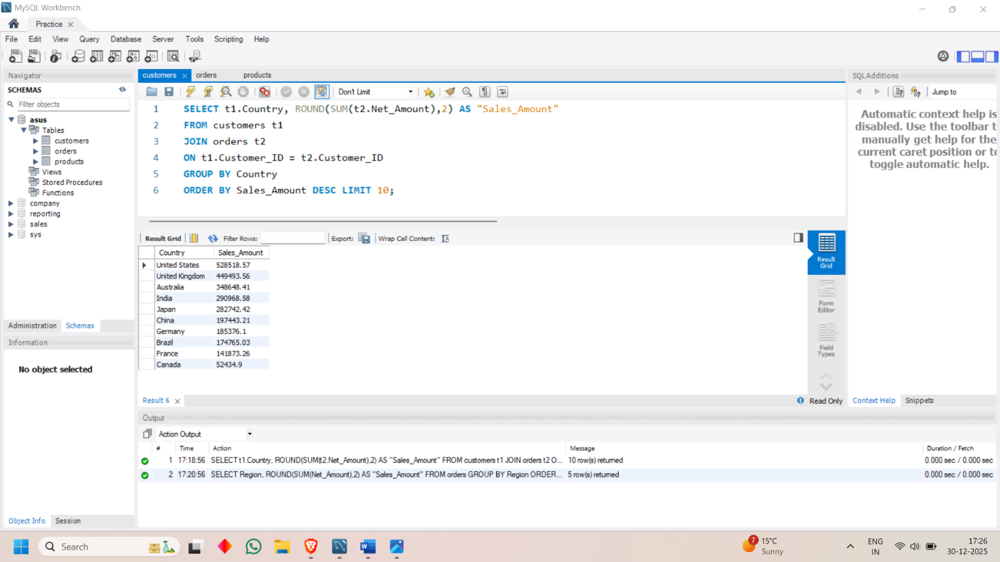 MySQL Workbench
Practice
File Edit View Query Database Server Tools Scripting Help
Navigator
SCHEMAS
Filter objects
asus
Tables
customers
orders
products
Views
Stored Procedures
Functions
company
reporting
sales
sys
Administration Schemas
Information
No object selected
Object Info Session
customers orders products
Don't Limit
1 SELECT t1.Country, ROUND(SUM(t2.Net_Amount),2) AS "Sales_Amount"
2 FROM customers t1
3 JOIN orders t2
4 ON t1.Customer_ID = t2.Customer_ID
5 GROUP BY Country
6 ORDER BY Sales_Amount DESC LIMIT 10;
Result Grid Filter Rows: Export: Wrap Cell Content:
Country Sales_Amount
United States 528518.57
United Kingdom 449493.56
Australia 348648.41
India 290968.58
Japan 282742.42
China 197443.21
Germany 185376.1
Brazil 174765.03
France 141873.26
Canada 52434.9
Result
Grid
Form
Editor
Field
Types
Result 6
Read Only
SQLAdditions
Jump to
Automatic context help is
disabled. Use the toolbar t
manually get help for the
current caret position or to
toggle automatic help.
Context Help Snippets
Output
Action Output
# Time Action Message Duration / Fetch
1 17:18:56 SELECT t1.Country, ROUND(SUM(t2.Net_Amount),2) AS "Sales_Amount" FROM customers t1 JOIN orders t2 O... 10 row(s) returned 0.000 sec / 0.000 sec
2 17:20:56 SELECT Region, ROUND(SUM(Net_Amount),2) AS "Sales_Amount" FROM orders GROUP BY Region ORDER... 5 row(s) returned 0.000 sec / 0.000 sec
Search
7
15°C
Sunny
ENG
IN
17:26
30-12-2025